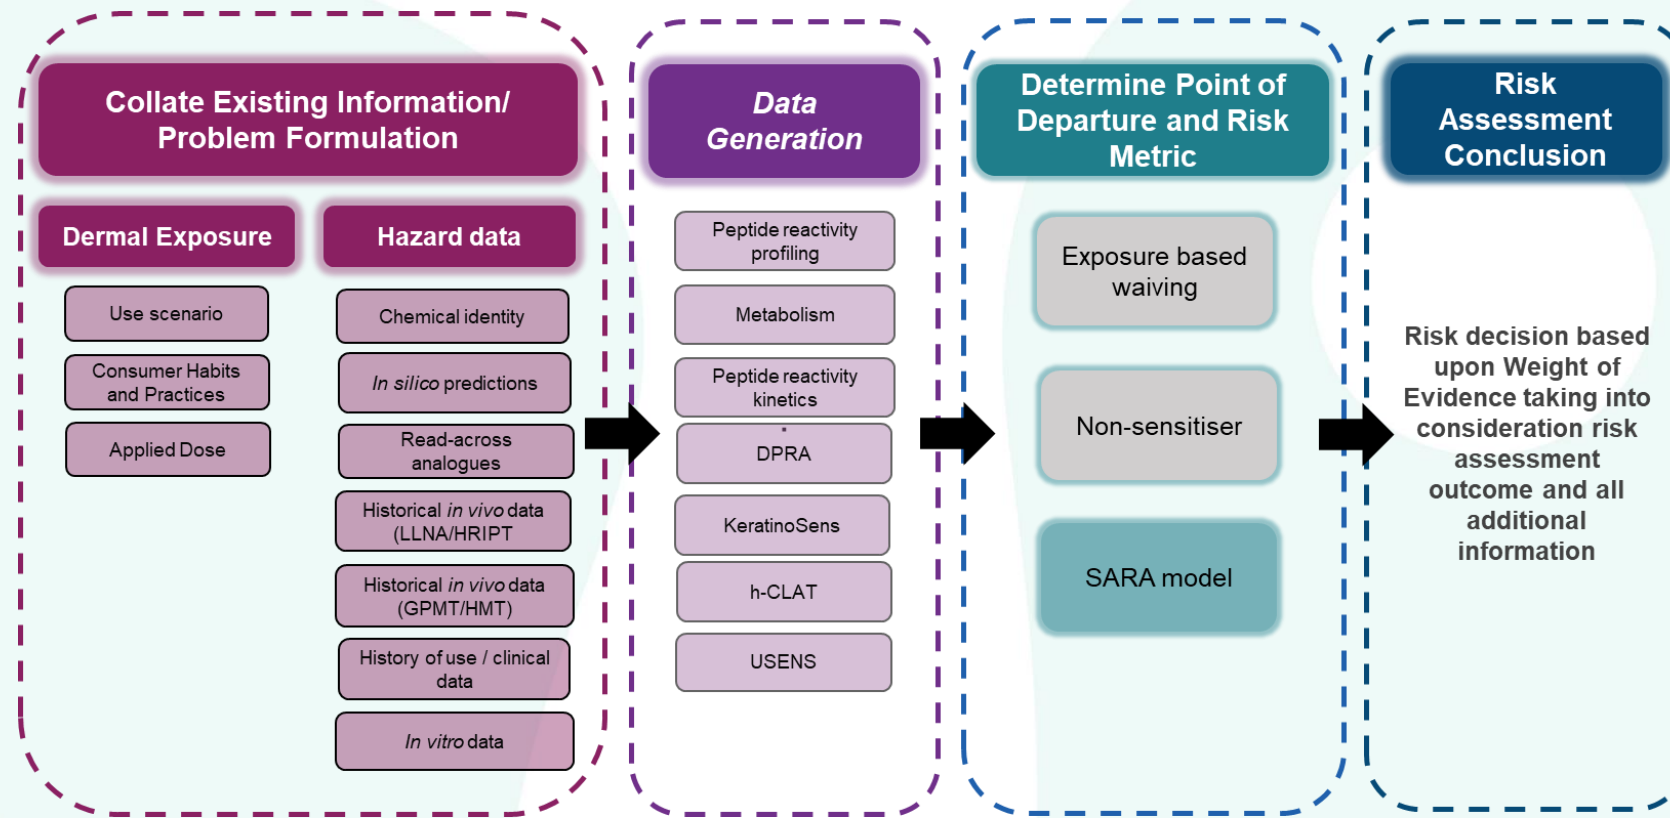 Collate Existing Information/
Problem Formulation
Dermal Exposure
Use scenario
Consumer Habits
and Practices
Applied Dose
Hazard data
Chemical identity
In silico predictions
Read-across
analogues
Historical in vivo data
(LLNA/HRIPT
Historical in vivo data
(GPMT/HMT)
History of use / clinical
data
In vitro data
Data
Generation
Peptide reactivity
profiling
Metabolism
Peptide reactivity
kinetics
DPRA
KeratinoSens
h-CLAT
USENS
Determine Point of
Departure and Risk
Metric
Exposure based
waiving
Non-sensitiser
SARA model
Risk
Assessment
Conclusion
Risk decision based
upon Weight of
Evidence taking into
consideration risk
assessment
outcome and all
additional
information